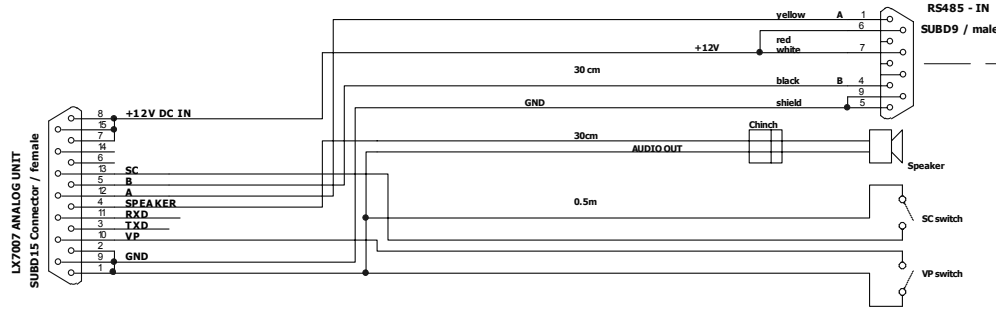 RS485 - IN
SUBD9 / male
yellow A 1
6
red
+12V white 7
30 cm
black B 4
9
GND shield 5
8 +12V DC IN
15
7
14
6
13 SC
5 B
12 A
4 SPEAKER
11 RXD
3 TXD
10 VP
2
9 GND
1
LX7007 ANALOG UNIT
SUBD15 Connector / female
Chinch
30cm
AUDIO OUT
Speaker
0.5m
SC switch
VP switch